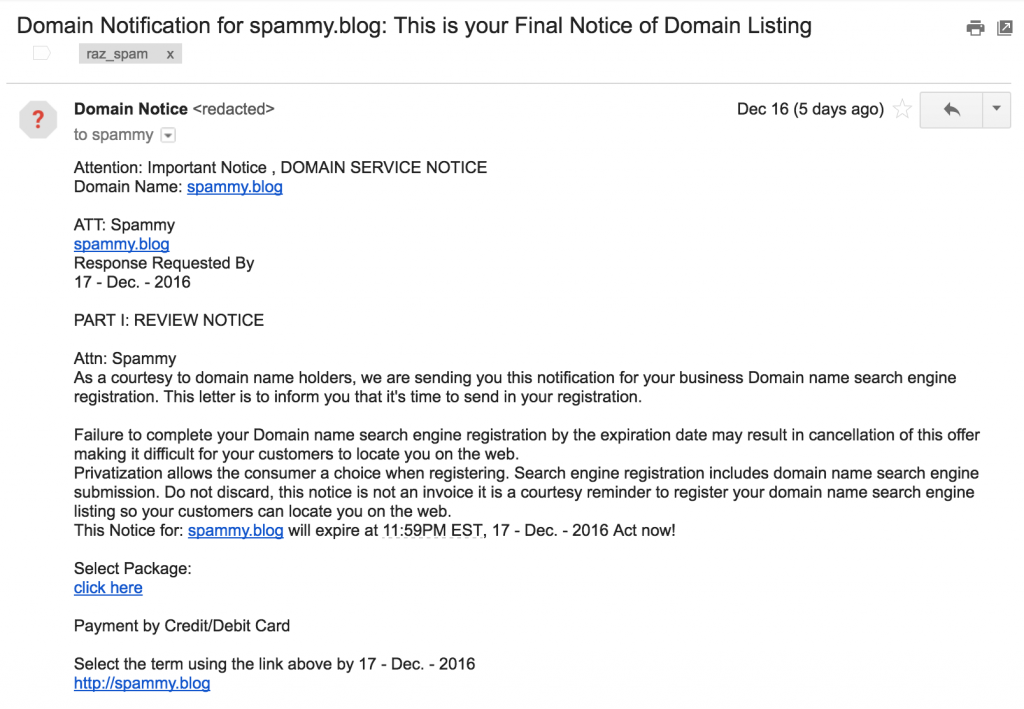 Domain Notification for spammy.blog: This is your Final Notice of Domain Listing
raz_spam x
Domain Notice <redacted> Dec 16 (5 days ago)
?
to spammy
Attention: Important Notice , DOMAIN SERVICE NOTICE
Domain Name: spammy.blog
ATT: Spammy
spammy.blog
Response Requested By
17 - Dec. - 2016
PART I: REVIEW NOTICE
Attn: Spammy
As a courtesy to domain name holders, we are sending you this notification for your business Domain name search engine
registration. This letter is to inform you that it's time to send in your registration.
Failure to complete your Domain name search engine registration by the expiration date may result in cancellation of this offer
making it difficult for your customers to locate you on the web.
Privatization allows the consumer a choice when registering. Search engine registration includes domain name search engine
submission. Do not discard, this notice is not an invoice it is a courtesy reminder to register your domain name search engine
listing so your customers can locate you on the web.
This Notice for: spammy.blog will expire at 11:59PM EST, 17 - Dec. - 2016 Act now!
Select Package:
click here
Payment by Credit/Debit Card
Select the term using the link above by 17 - Dec. - 2016
http://spammy.blog